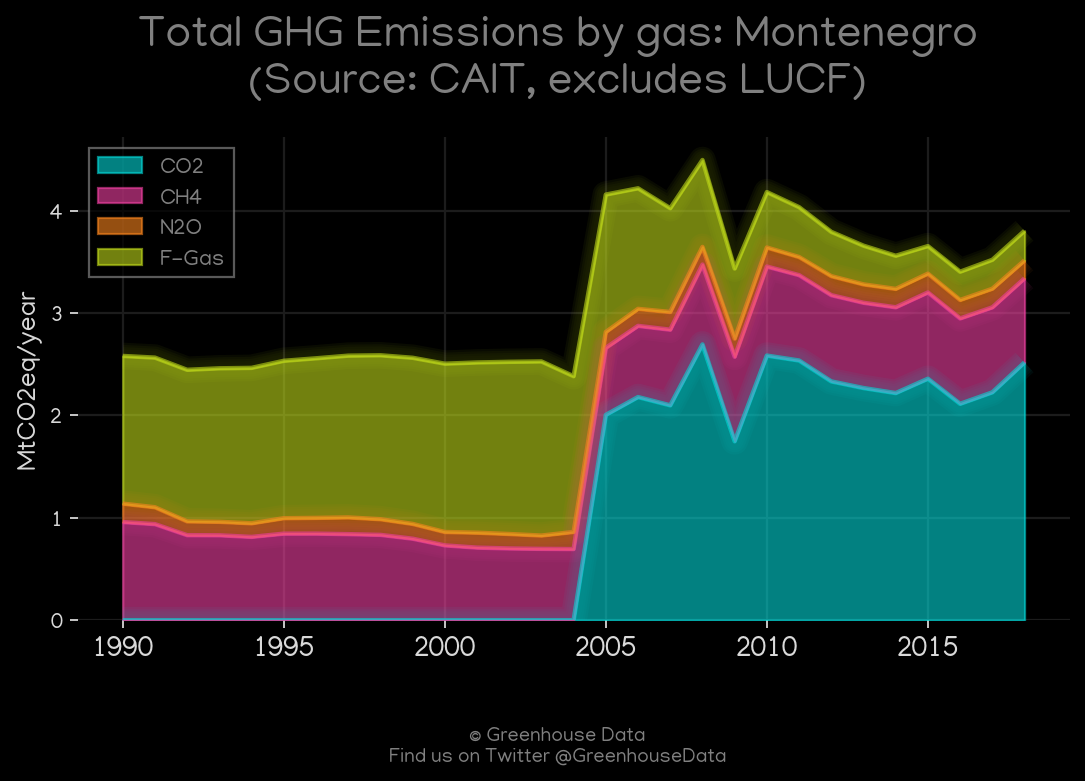 Total GHG Emissions by gas: Montenegro
(Source: CAIT, excludes LUCF)
CO2
CH4
N2O
F-Gas
MtCO2eq/year
4
3
2
1
0
1990 1995 2000 2005 2010 2015
© Greenhouse Data
Find us on Twitter @GreenhouseData